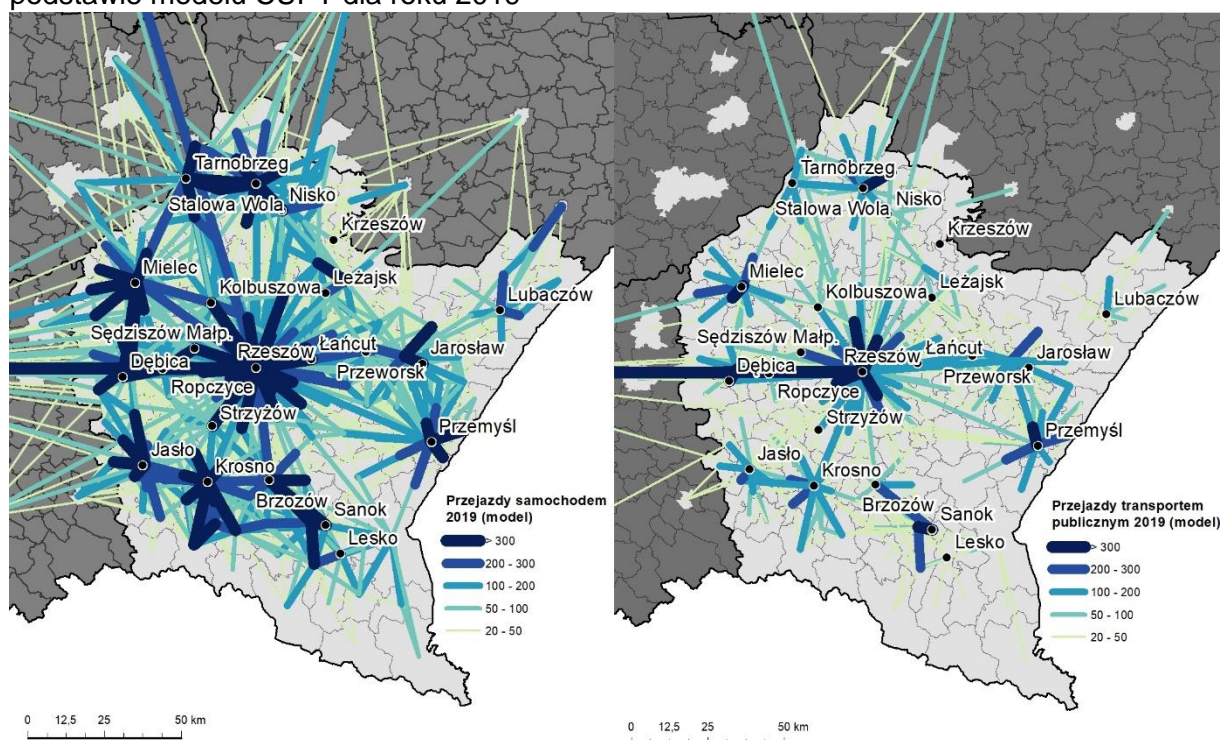 podstawie modelu CUPT dla roku 2019
Tarnobrzeg
Stalowa Wola
Nisko
Krzeszów
Mielec
Kolbuszowa
Leżajsk
Lubaczów
Sędziszów Małp.
Dębica
Rzeszów
Łańcut
Jarosław
Ropczyce
Przeworsk
Strzyżów
Przemyśl
Jasło
Krosno
Brzozów
Sanok
Lesko
Przejazdy samochodem
2019 (model)
> 300
200 - 300
100 - 200
50 - 100
20 - 50
0 12,5 25 50 km
Tarnobrzeg
Stalowa Wola
Nisko
Krzeszów
Mielec
Kolbuszowa
Leżajsk
Lubaczów
Sędziszów Małp.
Dębica
Rzeszów
Łańcut
Jarosław
Ropczyce
Przeworsk
Strzyżów
Przemyśl
Jasło
Krosno
Brzozów
Sanok
Lesko
Przejazdy transportem
publicznym 2019 (model)
> 300
200 - 300
100 - 200
50 - 100
20 - 50
0 12,5 25 50 km